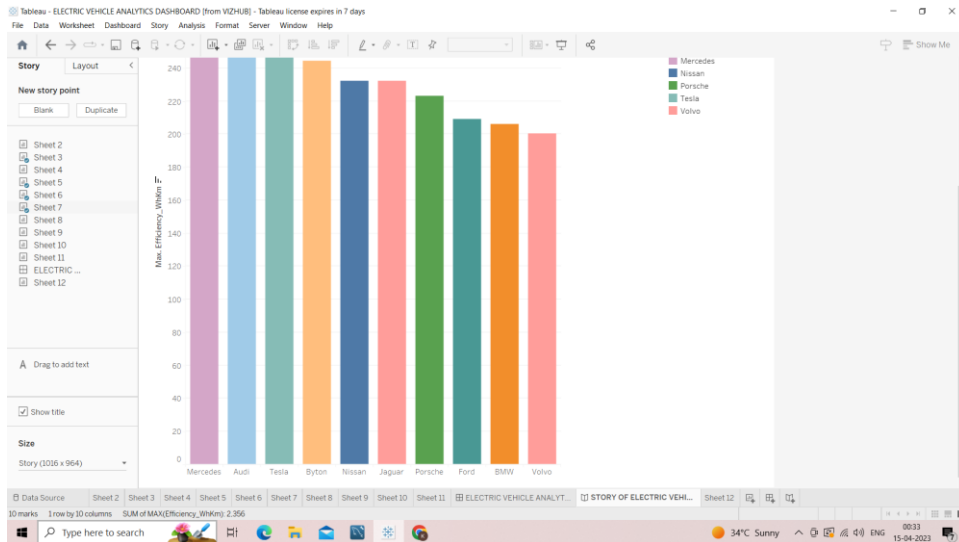 Tableau - ELECTRIC VEHICLE ANALYTICS DASHBOARD [from VIZHUB] - Tableau license expires in 7 days
File Data Worksheet Dashboard Story Analysis Format Server Window Help
Show Me
Story Layout
New story point
Blank Duplicate
Sheet 2
Sheet 3
Sheet 4
Sheet 5
Sheet 6
Sheet 7
Sheet 8
Sheet 9
Sheet 10
Sheet 11
ELECTRIC ...
Sheet 12
A Drag to add text
Show title
Size
Story (1016 x 964)
Max. Efficiency_WhKm
240
220
200
180
160
140
120
100
80
60
40
20
0
Mercedes Audi Tesla Byton Nissan Jaguar Porsche Ford BMW Volvo
Mercedes
Nissan
Porsche
Tesla
Volvo
Data Source Sheet 2 Sheet 3 Sheet 4 Sheet 5 Sheet 6 Sheet 7 Sheet 8 Sheet 9 Sheet 10 Sheet 11 ELECTRIC VEHICLE ANALYT... STORY OF ELECTRIC VEHI... Sheet 12
10 marks 1 row by 10 columns SUM of MAX(Efficiency_WhKm): 2.356
Type here to search
34°C Sunny
ENG
00:33
15-04-2023